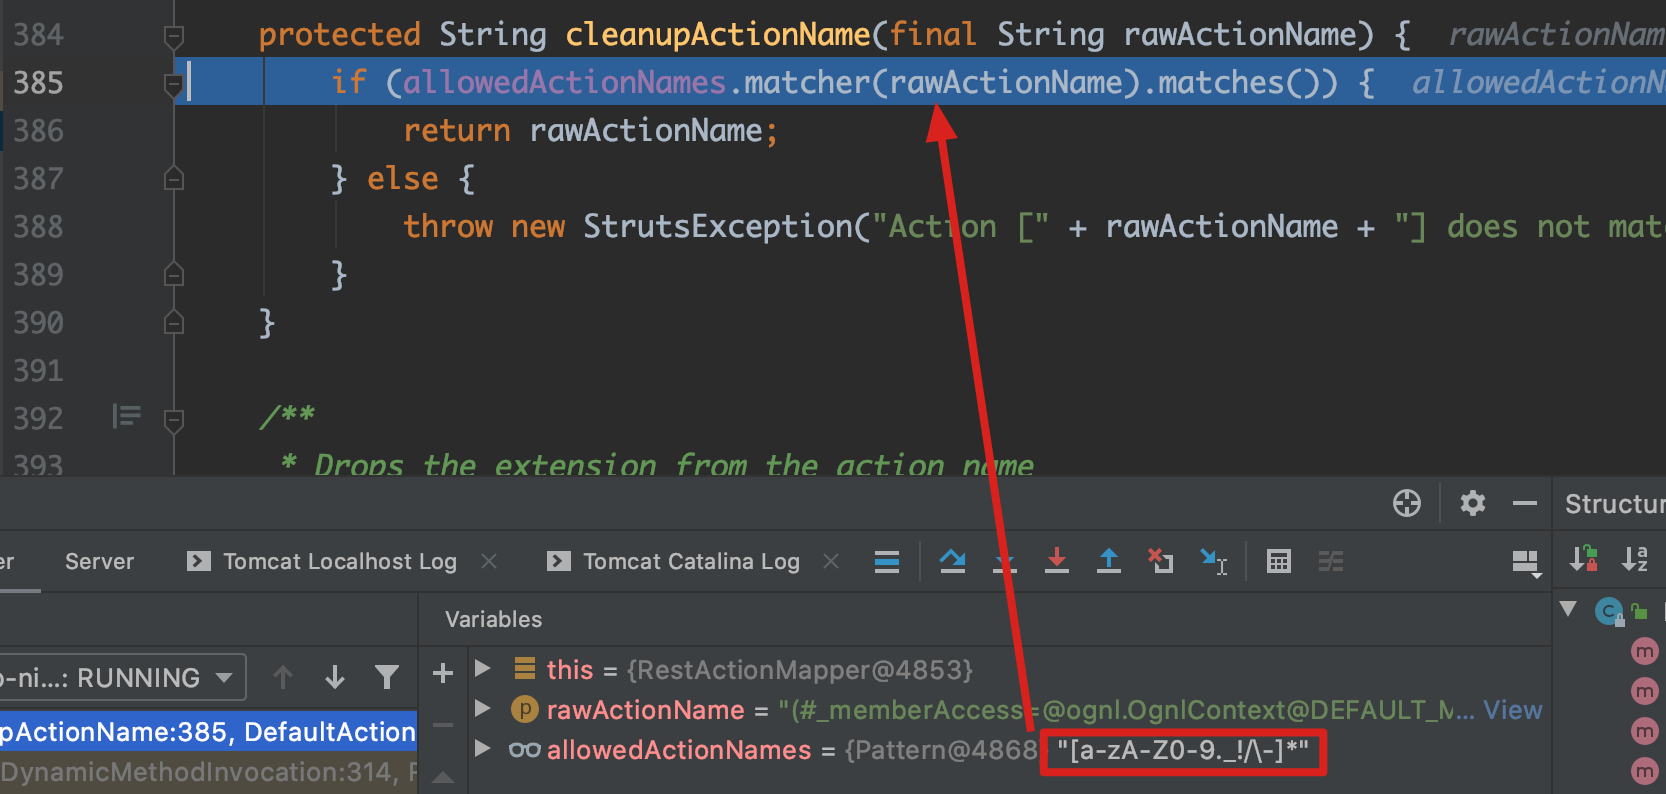 384 protected String cleanupActionName(final String rawActionName) { rawActionNam
385 if (allowedActionNames.matcher(rawActionName).matches()) { allowedActionN
386 return rawActionName;
387 } else {
388 throw new StrutsException("Action [" + rawActionName + "] does not mat
389 }
390 }
391
392 /**
393 * Drops the extension from the action name
Structur
er Server Tomcat Localhost Log Tomcat Catalina Log
Variables
o-ni...: RUNNING
this = {RestActionMapper@4853}
rawActionName = "(#_memberAccess=@ognl.OgnlContext@DEFAULT_M... View
pActionName:385, DefaultAction
allowedActionNames = {Pattern@4868 "[a-zA-Z0-9._!/\-]*"
DynamicMethodInvocation:314,